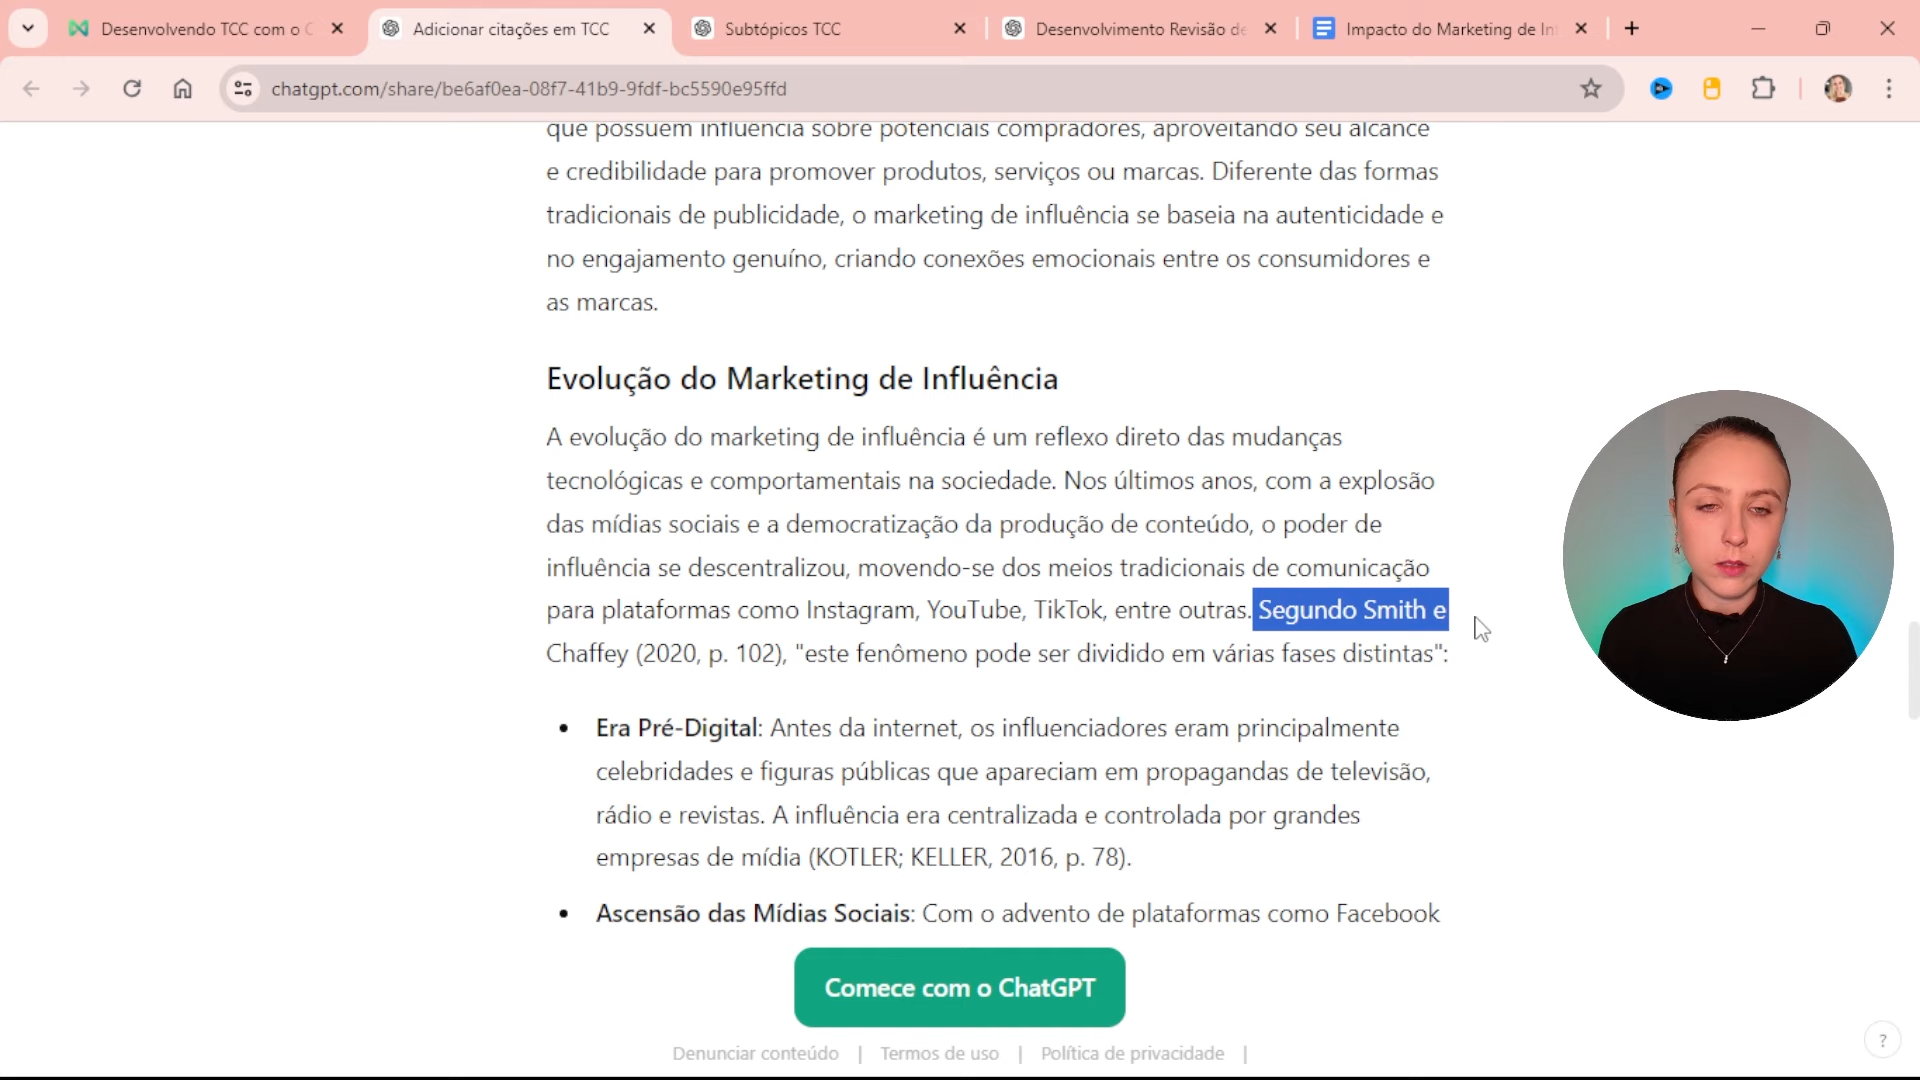 Desenvolvendo TCC com o C
Adicionar citações em TCC
Subtópicos TCC
Desenvolvimento Revisão de
Impacto do Marketing de In
chatgpt.com/share/be6af0ea-08f7-41b9-9fdf-bc5590e95ffd
que possuem influência sobre potenciais compradores, aproveitando seu alcance
e credibilidade para promover produtos, serviços ou marcas. Diferente das formas
tradicionais de publicidade, o marketing de influência se baseia na autenticidade e
no engajamento genuíno, criando conexões emocionais entre os consumidores e
as marcas.
Evolução do Marketing de Influência
A evolução do marketing de influência é um reflexo direto das mudanças
tecnológicas e comportamentais na sociedade. Nos últimos anos, com a explosão
das mídias sociais e a democratização da produção de conteúdo, o poder de
influência se descentralizou, movendo-se dos meios tradicionais de comunicação
para plataformas como Instagram, YouTube, TikTok, entre outras. Segundo Smith e
Chaffey (2020, p. 102), "este fenômeno pode ser dividido em várias fases distintas":
• Era Pré-Digital: Antes da internet, os influenciadores eram principalmente
celebridades e figuras públicas que apareciam em propagandas de televisão,
rádio e revistas. A influência era centralizada e controlada por grandes
empresas de mídia (KOTLER; KELLER, 2016, p. 78).
• Ascensão das Mídias Sociais: Com o advento de plataformas como Facebook
Comece com o ChatGPT
Denunciar conteúdo | Termos de uso | Política de privacidade |
?